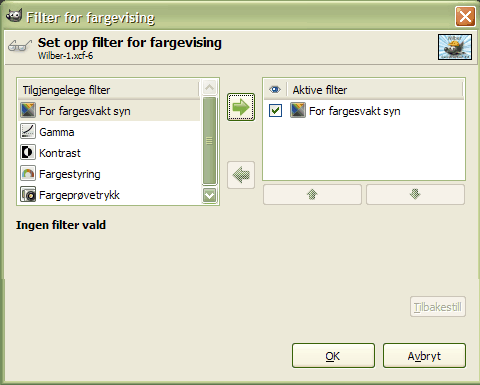 Filter for fargevising
Set opp filter for fargevising
Wilber-1.xcf-6
Tilgjengelege filter
For fargesvakt syn
Gamma
Kontrast
Fargestyring
Fargeprøvetrykk
Aktive filter
For fargesvakt syn
Ingen filter vald
Tilbakestill
OK
Avbryt